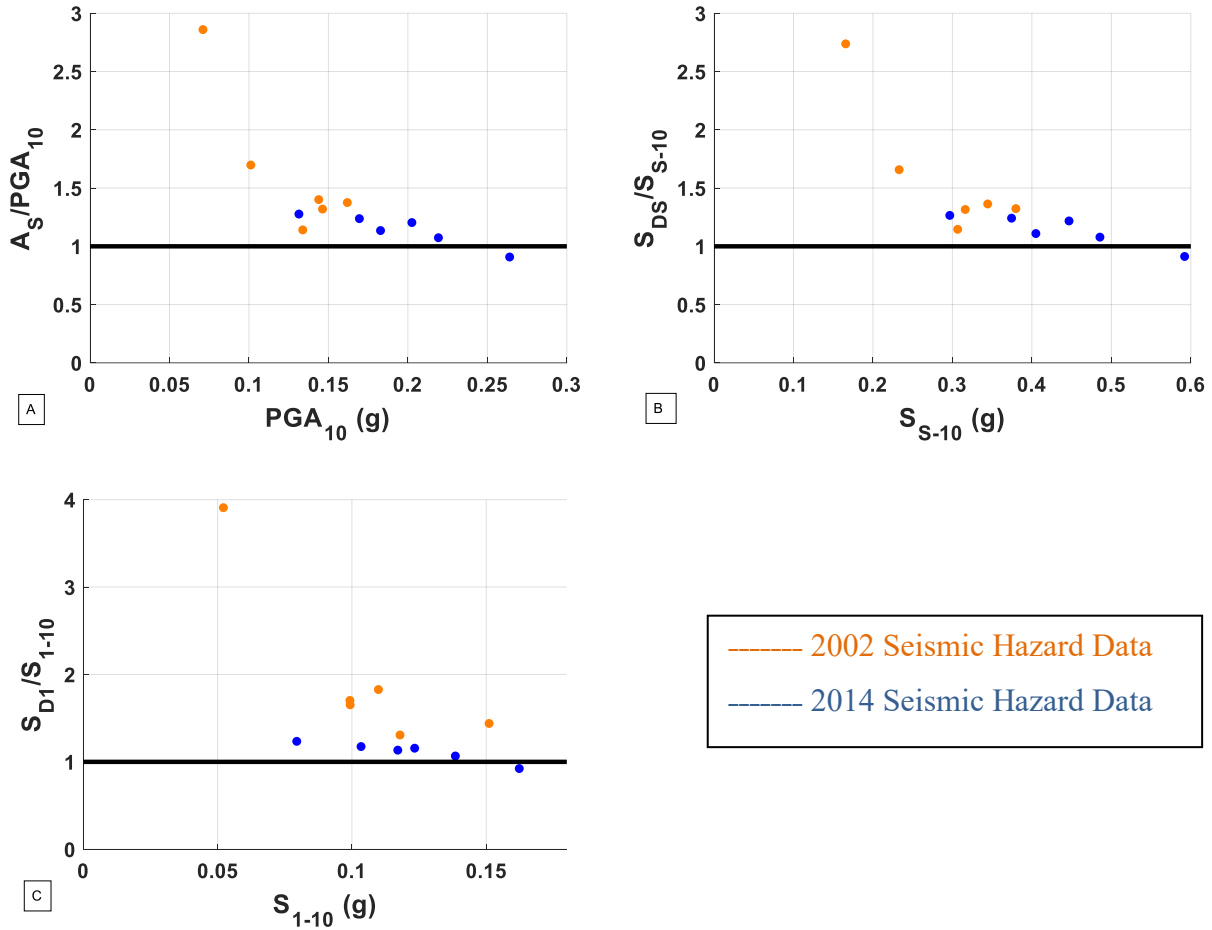 3
2.5
2
1.5
1
0.5
0
A_S/PGA_10
0 0.05 0.1 0.15 0.2 0.25 0.3
PGA_10 (g)
A
3
2.5
2
1.5
1
0.5
0
S_DS/S_S-10
0 0.1 0.2 0.3 0.4 0.5 0.6
S_S-10 (g)
B
4
3
2
1
0
S_D1/S_1-10
0 0.05 0.1 0.15
S_1-10 (g)
C
------- 2002 Seismic Hazard Data
------- 2014 Seismic Hazard Data